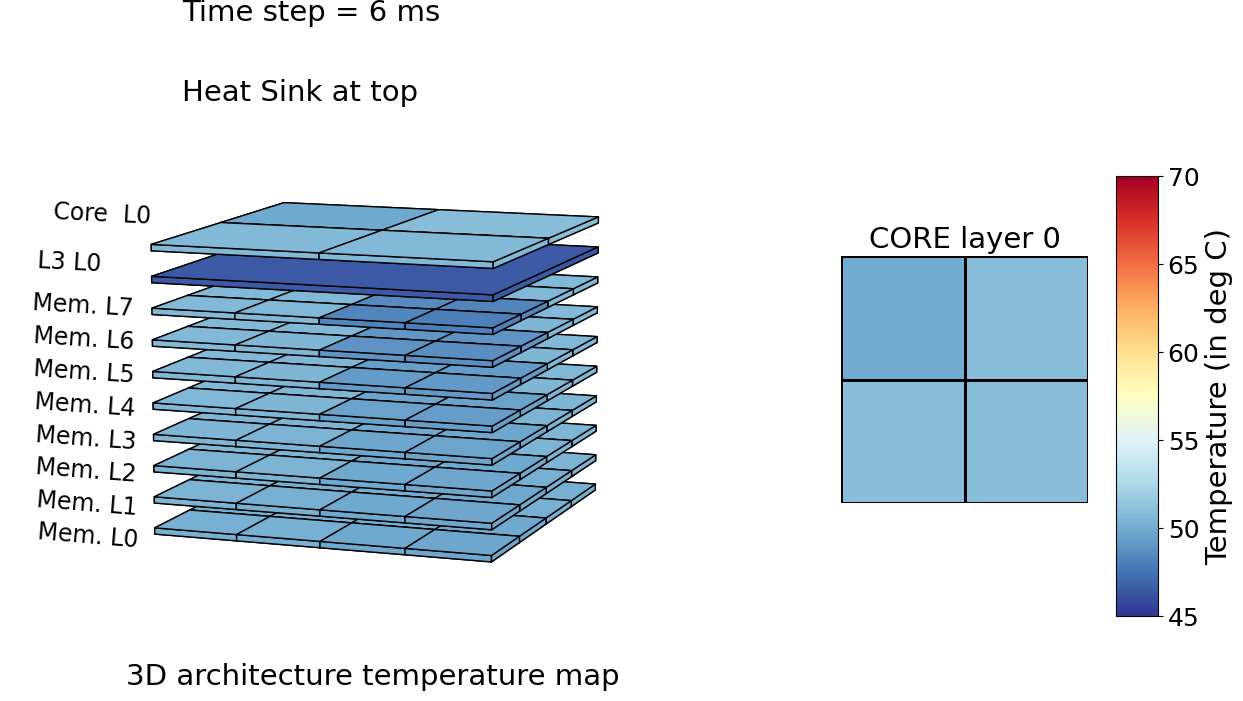 Time step = 6 ms
Heat Sink at top
Core L0
L3 L0
Mem. L7
Mem. L6
Mem. L5
Mem. L4
Mem. L3
Mem. L2
Mem. L1
Mem. L0
3D architecture temperature map
CORE layer 0
70
65
60
55
50
45
Temperature (in deg C)